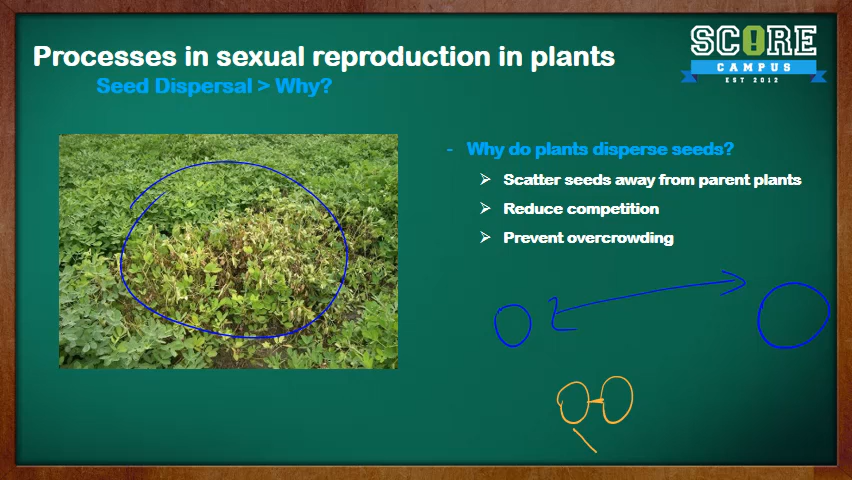 Processes in sexual reproduction in plants
Seed Dispersal > Why?
SCORE
CAMPUS
EST 2012
- Why do plants disperse seeds?
➢ Scatter seeds away from parent plants
➢ Reduce competition
➢ Prevent overcrowding